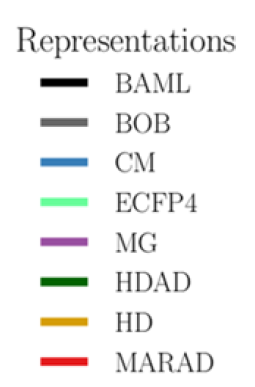 Representations
BAML
BOB
CM
ECFP4
MG
HDAD
HD
MARAD